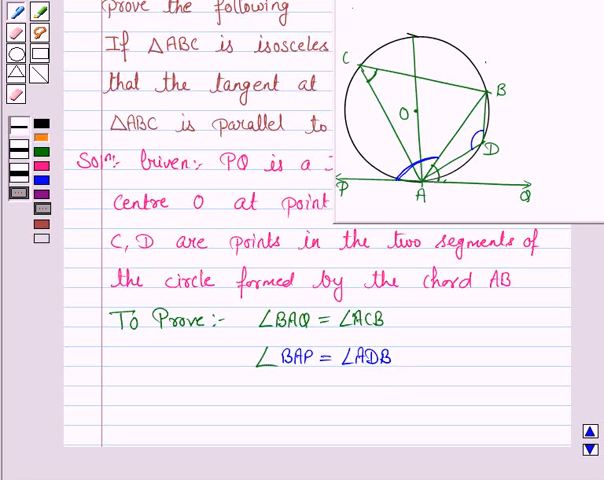 prove the following
If △ABC is isosceles
that the tangent at
△ABC is parallel to
Soln:- Given:- PQ is a
Centre O at point
C, D are points in the two segments of
the circle formed by the chord AB
To Prove:- ∠BAQ = ∠ACB
∠BAP = ∠ADB
C
B
O
D
P
A
Q